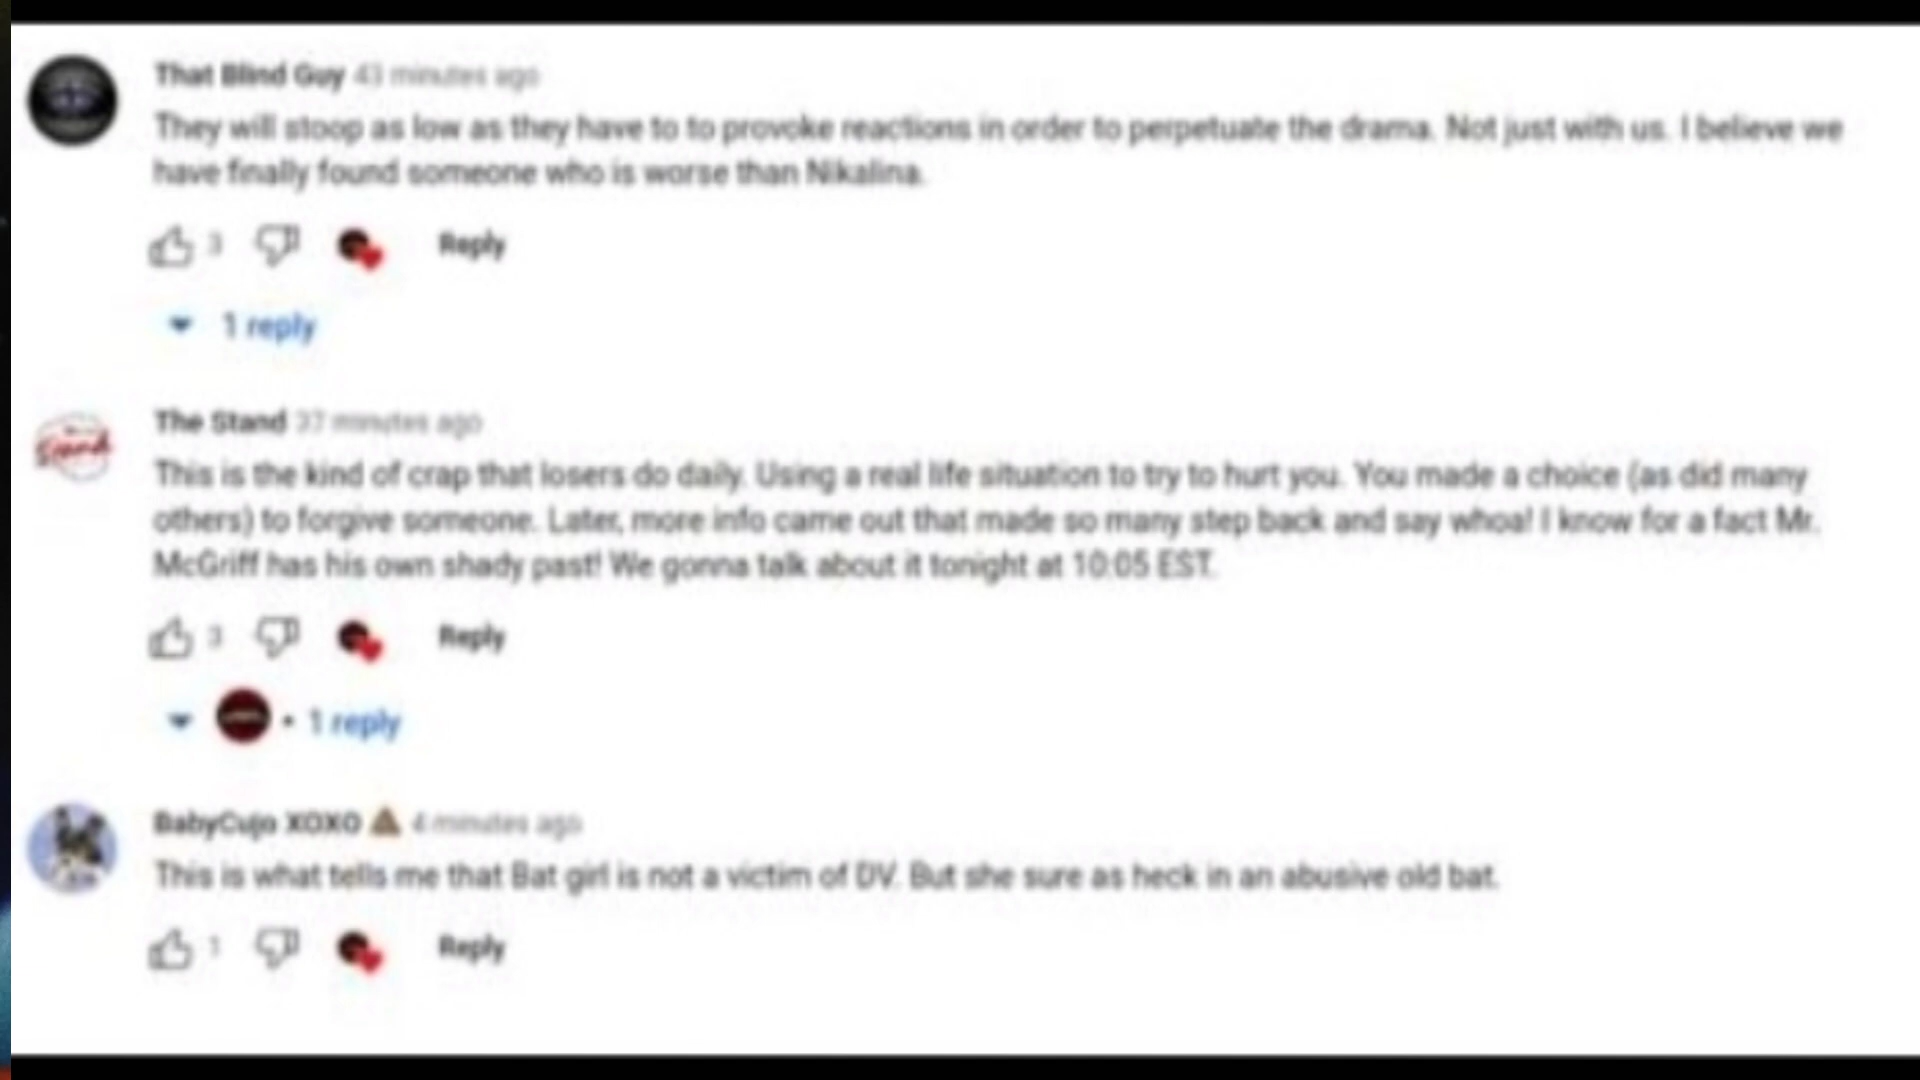 That Blind Guy 43 minutes ago
They will stoop as low as they have to to provoke reactions in order to perpetuate the drama. Not just with us. I believe we
have finally found someone who is worse than Nikalina.
3 Reply
1 reply
Stand
The Stand 37 minutes ago
This is the kind of crap that losers do daily. Using a real life situation to try to hurt you. You made a choice (as did many
others) to forgive someone. Later, more info came out that made so many step back and say whoa! I know for a fact Mr.
McGriff has his own shady past! We gonna talk about it tonight at 10:05 EST.
3 Reply
• 1 reply
BabyCujo XOXO 4 minutes ago
This is what tells me that Bat girl is not a victim of DV. But she sure as heck in an abusive old bat.
1 Reply